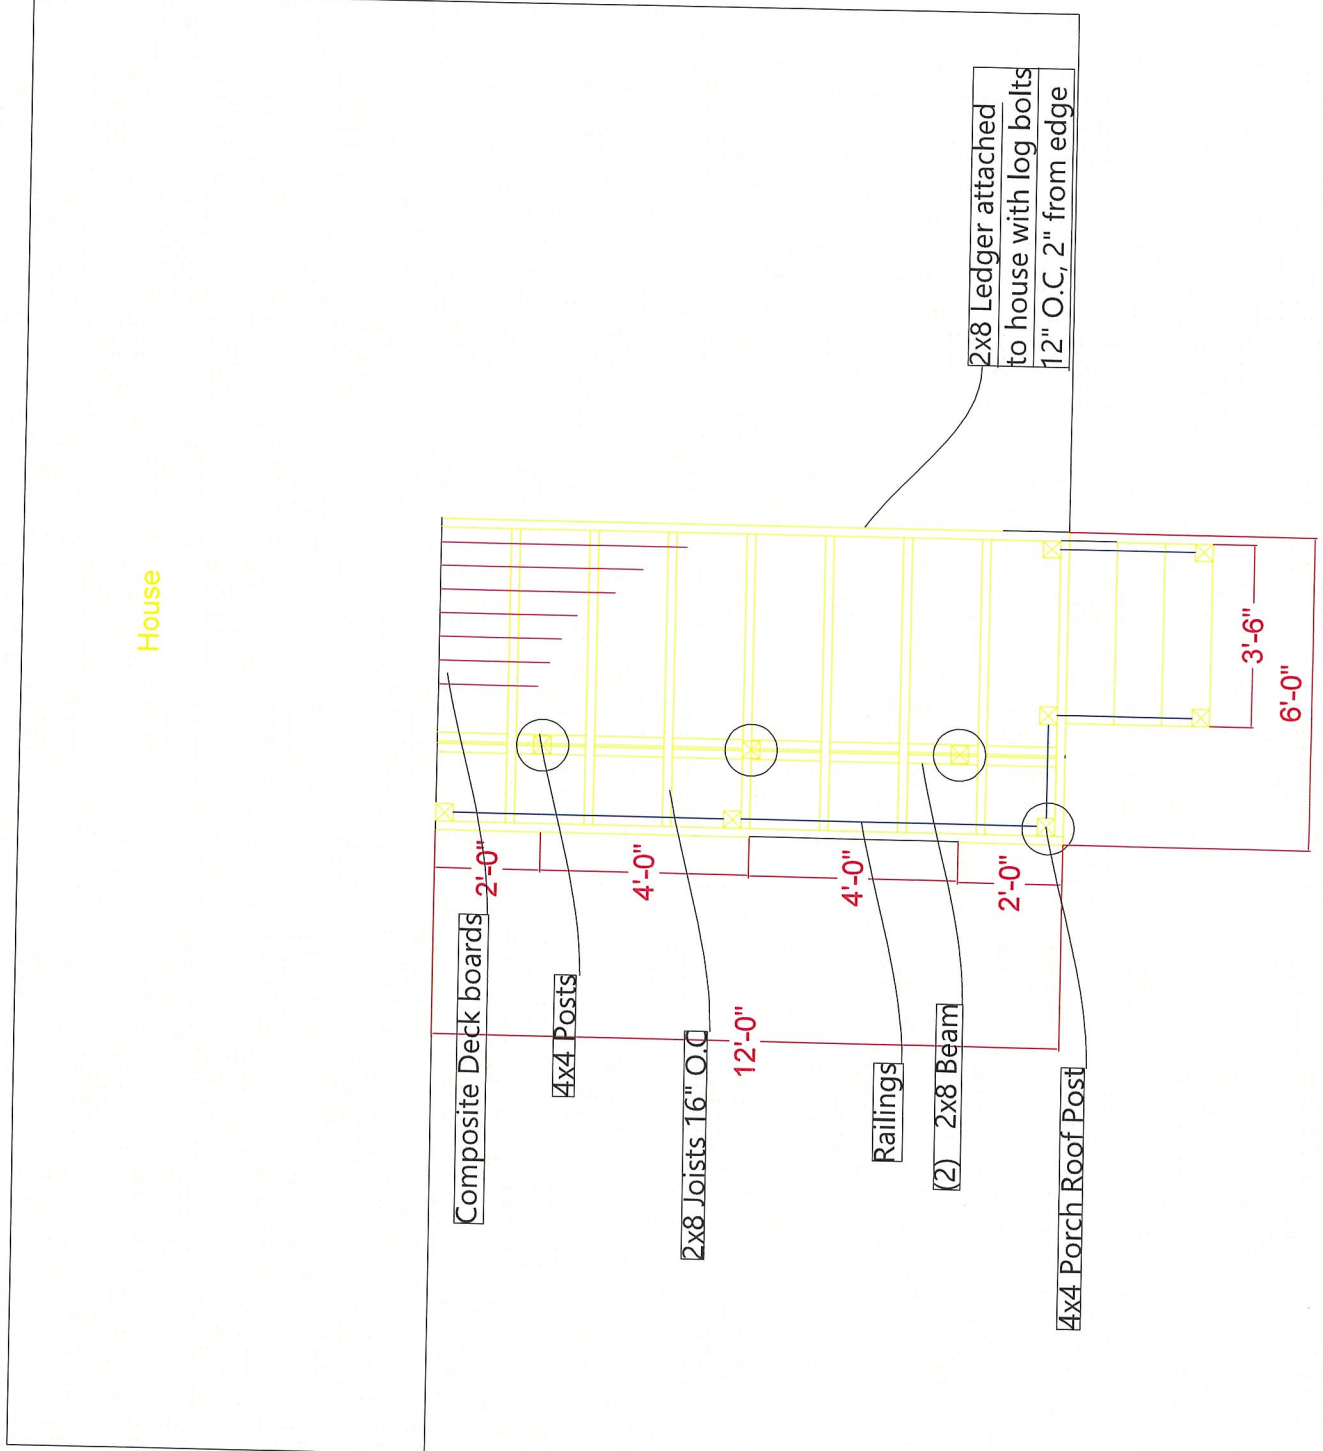 House
2x8 Ledger attached
to house with log bolts
12" O.C, 2" from edge
3'-6"
6'-0"
2'-0"
4'-0"
4'-0"
2'-0"
12'-0"
Composite Deck boards
4x4 Posts
2x8 Joists 16" O.C
Railings
(2) 2x8 Beam
4x4 Porch Roof Post